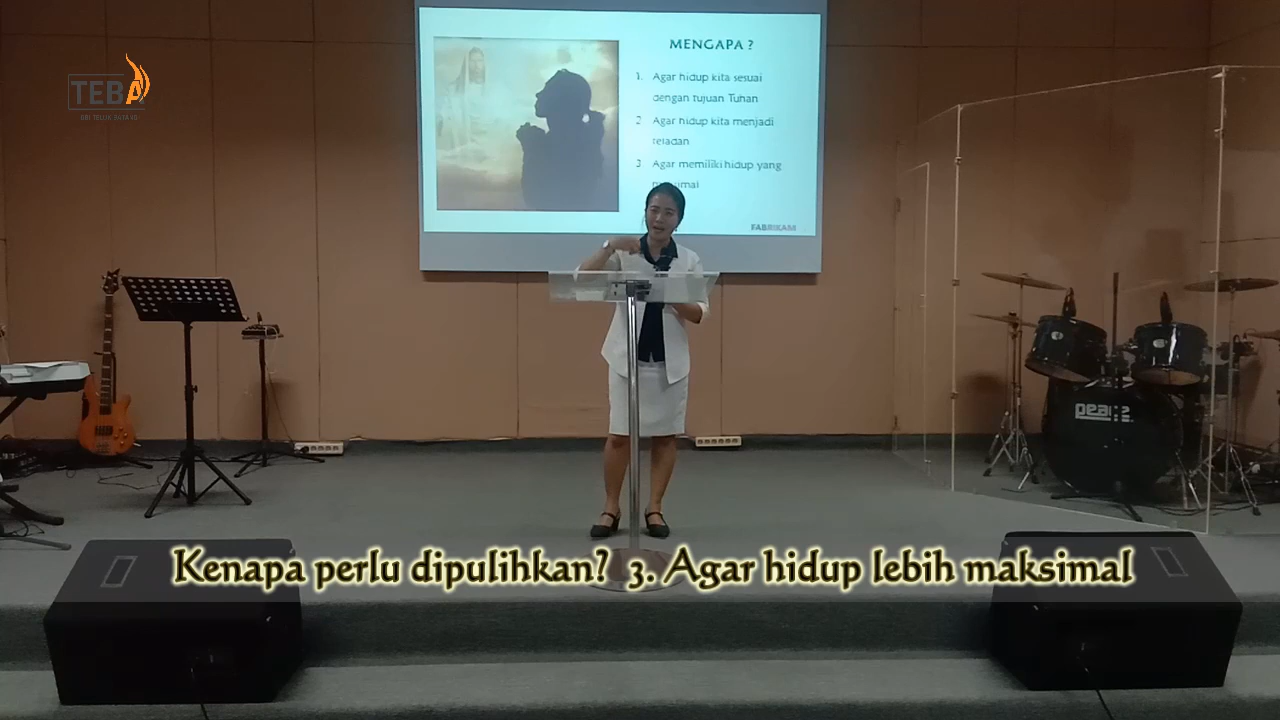 TEBA
MENGAPA ?
1. Agar hidup kita sesuai
dengan tujuan Tuhan
2 Agar hidup kita menjadi
teladan
3 Agar memiliki hidup yang
FABRIKAM
peace
Kenapa perlu dipulihkan? 3. Agar hidup lebih maksimal